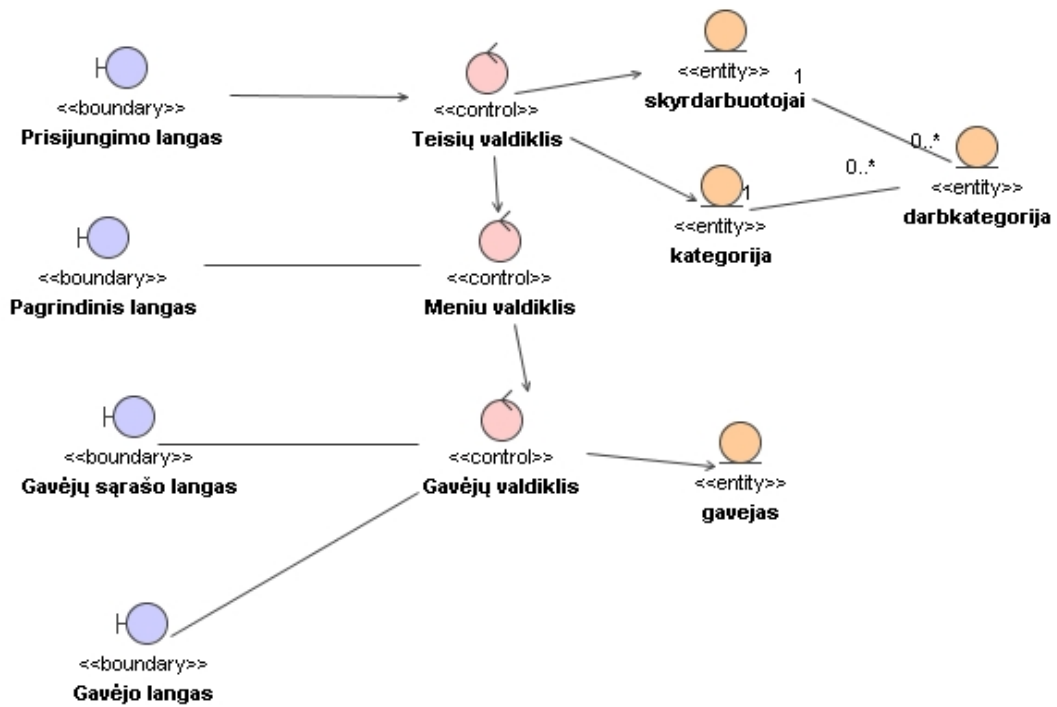 <<boundary>>
Prisijungimo langas
<<control>>
Teisių valdiklis
<<entity>>
1
skyrdarbuotojai
0..*
<<entity>>
darbkategorija
0..*
1
<<entity>>
kategorija
<<boundary>>
Pagrindinis langas
<<control>>
Meniu valdiklis
<<boundary>>
Gavėjų sąrašo langas
<<control>>
Gavėjų valdiklis
<<entity>>
gavejas
<<boundary>>
Gavėjo langas